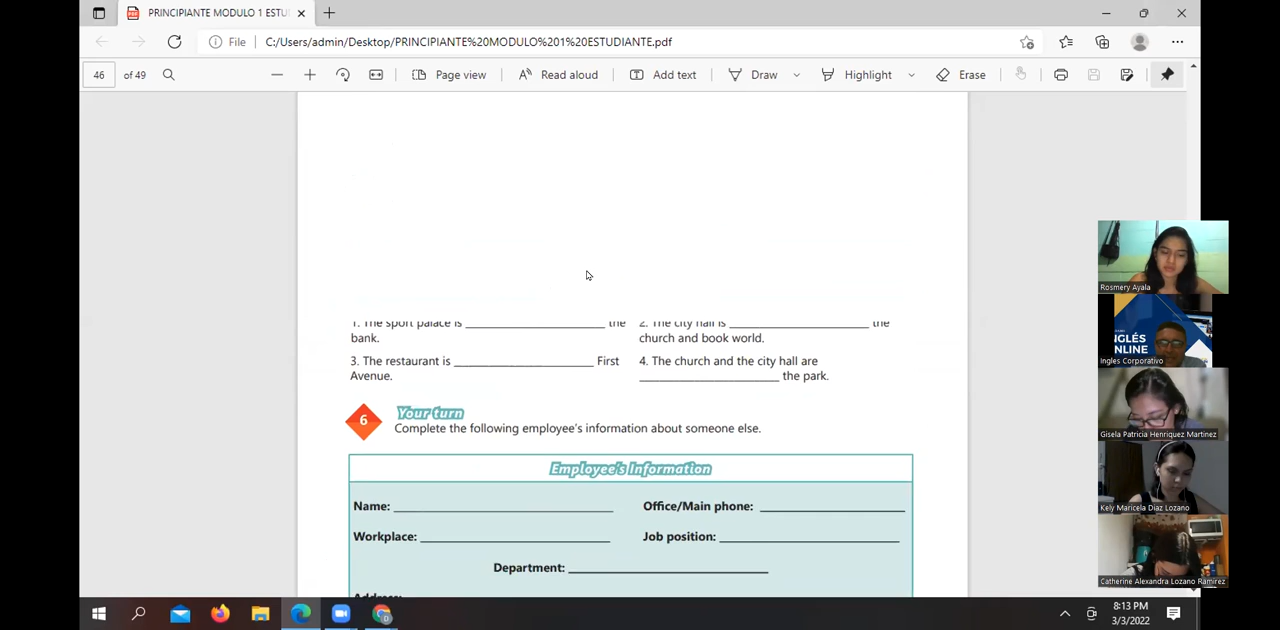 PRINCIPIANTE MODULO 1 ESTU
File C:/Users/admin/Desktop/PRINCIPIANTE%20MODULO%201%20ESTUDIANTE.pdf
46 of 49 Page view Read aloud Add text Draw Highlight Erase
1. The sport palace is ____________________ the
bank.
2. The city hall is ____________________ the
church and book world.
3. The restaurant is ____________________ First
Avenue.
4. The church and the city hall are
____________________ the park.
6 Your turn
Complete the following employee's information about someone else.
Employee's Information
Name: ____________________ Office/Main phone: ____________________
Workplace: ____________________ Job position: ____________________
Department: ____________________
Address:
Rosmery Ayala
INGLÉS
ONLINE
Ingles Corporativo
Gisela Patricia Henriquez Martinez
Kely Maricela Diaz Lozano
Catherine Alexandra Lozano Ramirez
8:13 PM
3/3/2022